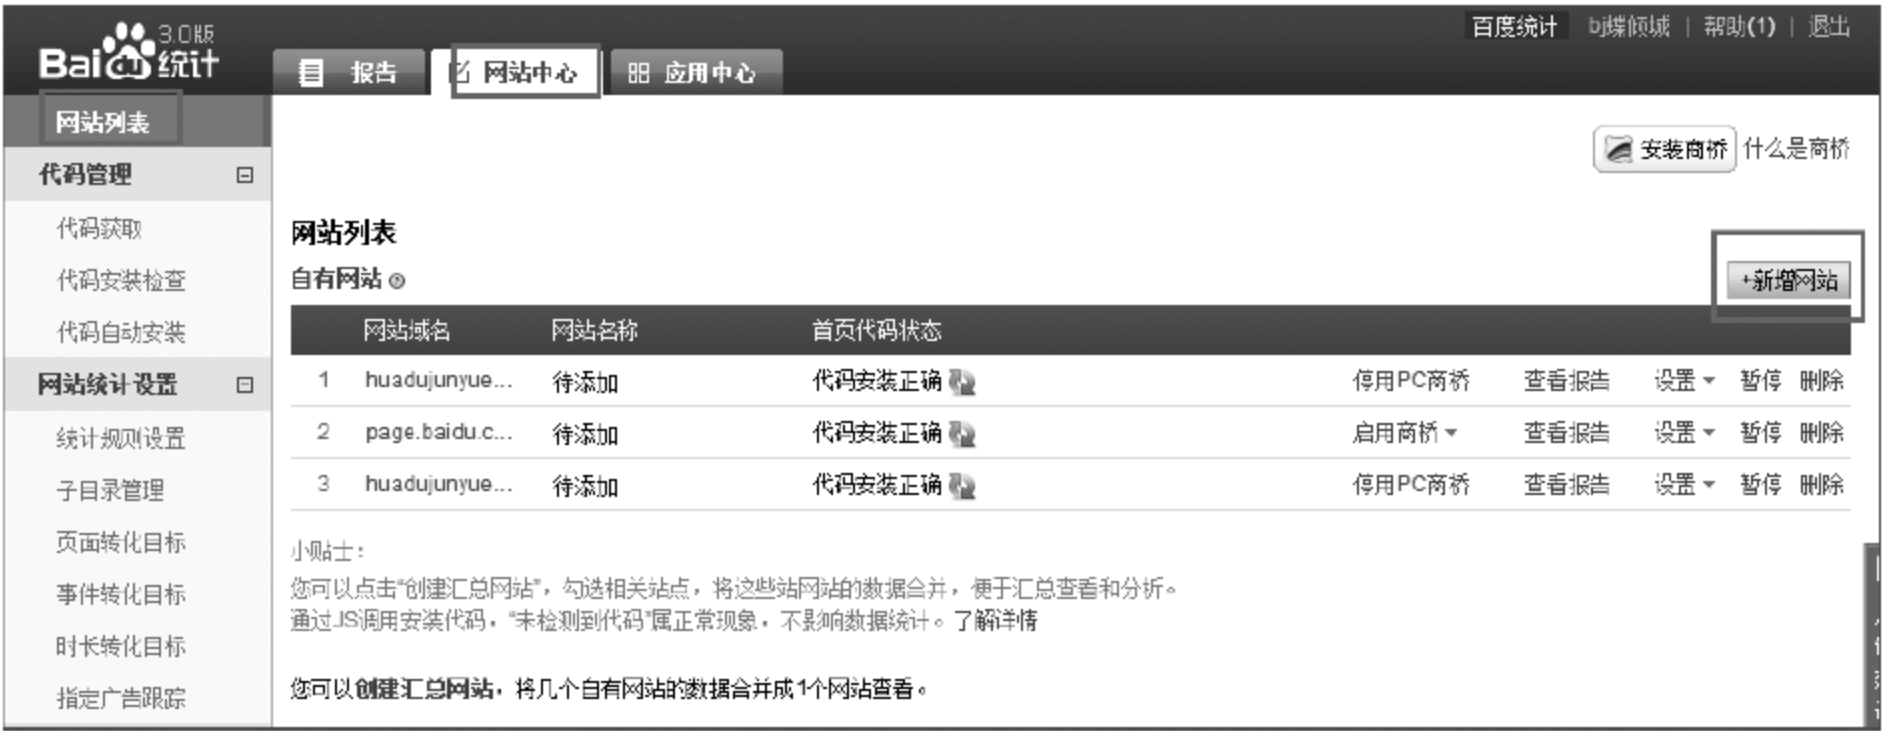 百度统计 bj蝶倾城 | 帮助(1) | 退出
Bai du 统计 3.0版
报告 网站中心 应用中心
网站列表
代码管理
代码获取
代码安装检查
代码自动安装
网站统计设置
统计规则设置
子目录管理
页面转化目标
事件转化目标
时长转化目标
指定广告跟踪
安装商桥 什么是商桥
网站列表
自有网站
+新增网站
网站域名 网站名称 首页代码状态
1 huadujunyue... 待添加 代码安装正确 停用PC商桥 查看报告 设置 暂停 删除
2 page.baidu.c... 待添加 代码安装正确 启用商桥 查看报告 设置 暂停 删除
3 huadujunyue... 待添加 代码安装正确 停用PC商桥 查看报告 设置 暂停 删除
小贴士：
您可以点击“创建汇总网站”，勾选相关站点，将这些站网站的数据合并，便于汇总查看和分析。
通过JS调用安装代码，“未检测到代码”属正常现象，不影响数据统计。了解详情
您可以创建汇总网站，将几个自有网站的数据合并成1个网站查看。